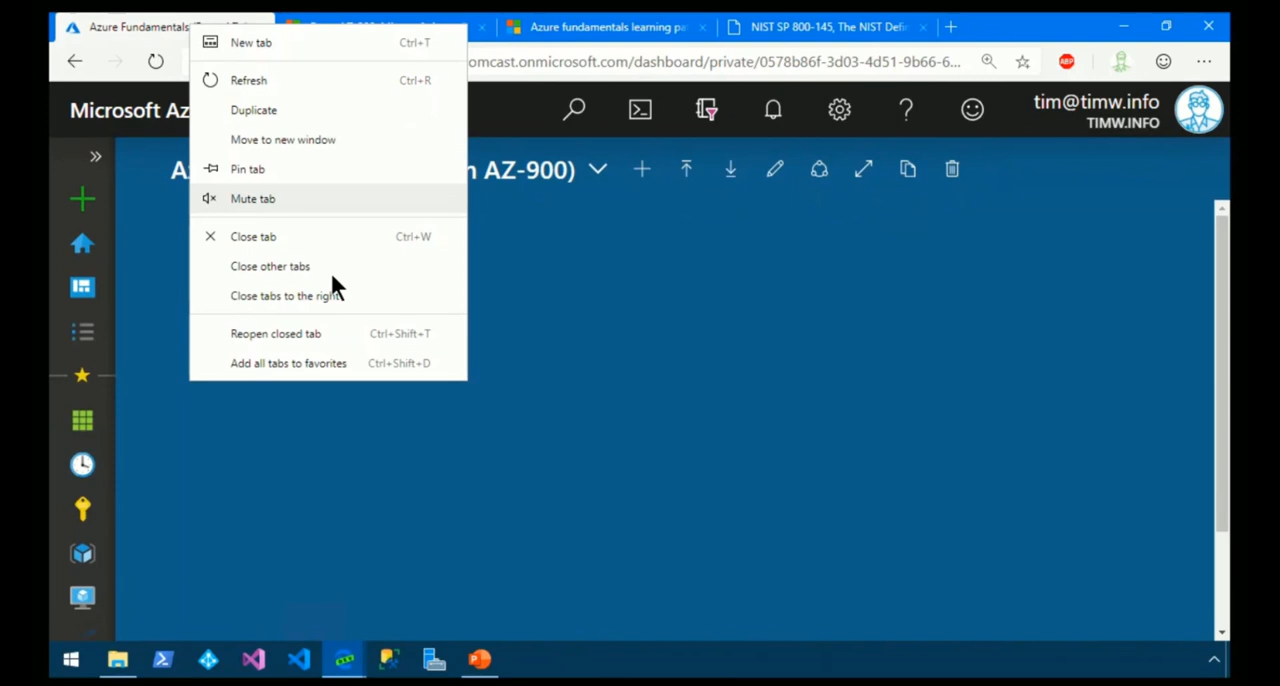 Azure Fundamentals
AZ-900
Azure fundamentals learning pa
NIST SP 800-145, The NIST Defi
omcast.onmicrosoft.com/dashboard/private/0578b86f-3d03-4d51-9b66-6...
ABP
New tab Ctrl+T
Refresh Ctrl+R
Duplicate
Move to new window
Pin tab
Mute tab
Close tab Ctrl+W
Close other tabs
Close tabs to the right
Reopen closed tab Ctrl+Shift+T
Add all tabs to favorites Ctrl+Shift+D
Microsoft Az
tim@timw.info
TIMW.INFO
A
AZ-900)